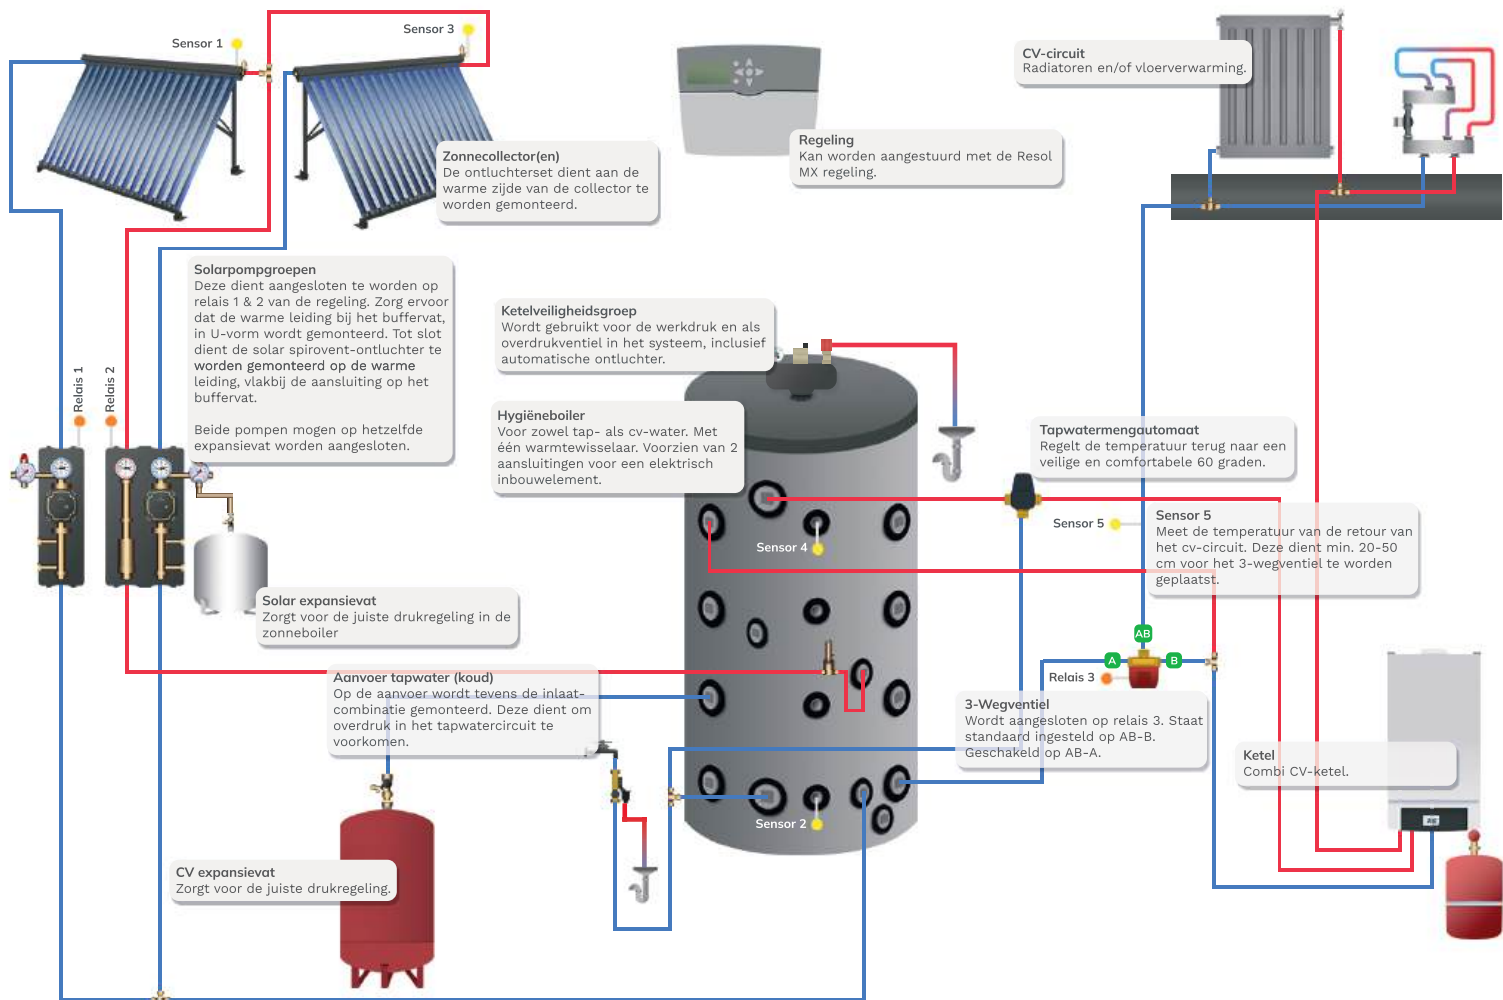 Sensor 1
Sensor 3
CV-circuit
Radiatoren en/of vloerverwarming.
Regeling
Kan worden aangestuurd met de Resol
MX regeling.
Zonnecollector(en)
De ontluchterset dient aan de
warme zijde van de collector te
worden gemonteerd.
Solarpompgroepen
Deze dient aangesloten te worden op
relais 1 & 2 van de regeling. Zorg ervoor
dat de warme leiding bij het buffervat,
in U-vorm wordt gemonteerd. Tot slot
dient de solar spirovent-ontluchter te
worden gemonteerd op de warme
leiding, vlakbij de aansluiting op het
buffervat.
Beide pompen mogen op hetzelfde
expansievat worden aangesloten.
Relais 1
Relais 2
Ketelveiligheidsgroep
Wordt gebruikt voor de werkdruk en als
overdrukventiel in het systeem, inclusief
automatische ontluchter.
Hygiëneboiler
Voor zowel tap- als cv-water. Met
één warmtewisselaar. Voorzien van 2
aansluitingen voor een elektrisch
inbouwelement.
Tapwatermengautomaat
Regelt de temperatuur terug naar een
veilige en comfortabele 60 graden.
Sensor 5
Sensor 5
Meet de temperatuur van de retour van
het cv-circuit. Deze dient min. 20-50
cm voor het 3-wegventiel te worden
geplaatst.
Sensor 4
Solar expansievat
Zorgt voor de juiste drukregeling in de
zonneboiler
AB
A
B
Relais 3
Aanvoer tapwater (koud)
Op de aanvoer wordt tevens de inlaat-
combinatie gemonteerd. Deze dient om
overdruk in het tapwatercircuit te
voorkomen.
3-Wegventiel
Wordt aangesloten op relais 3. Staat
standaard ingesteld op AB-B.
Geschakeld op AB-A.
Ketel
Combi CV-ketel.
Sensor 2
CV expansievat
Zorgt voor de juiste drukregeling.